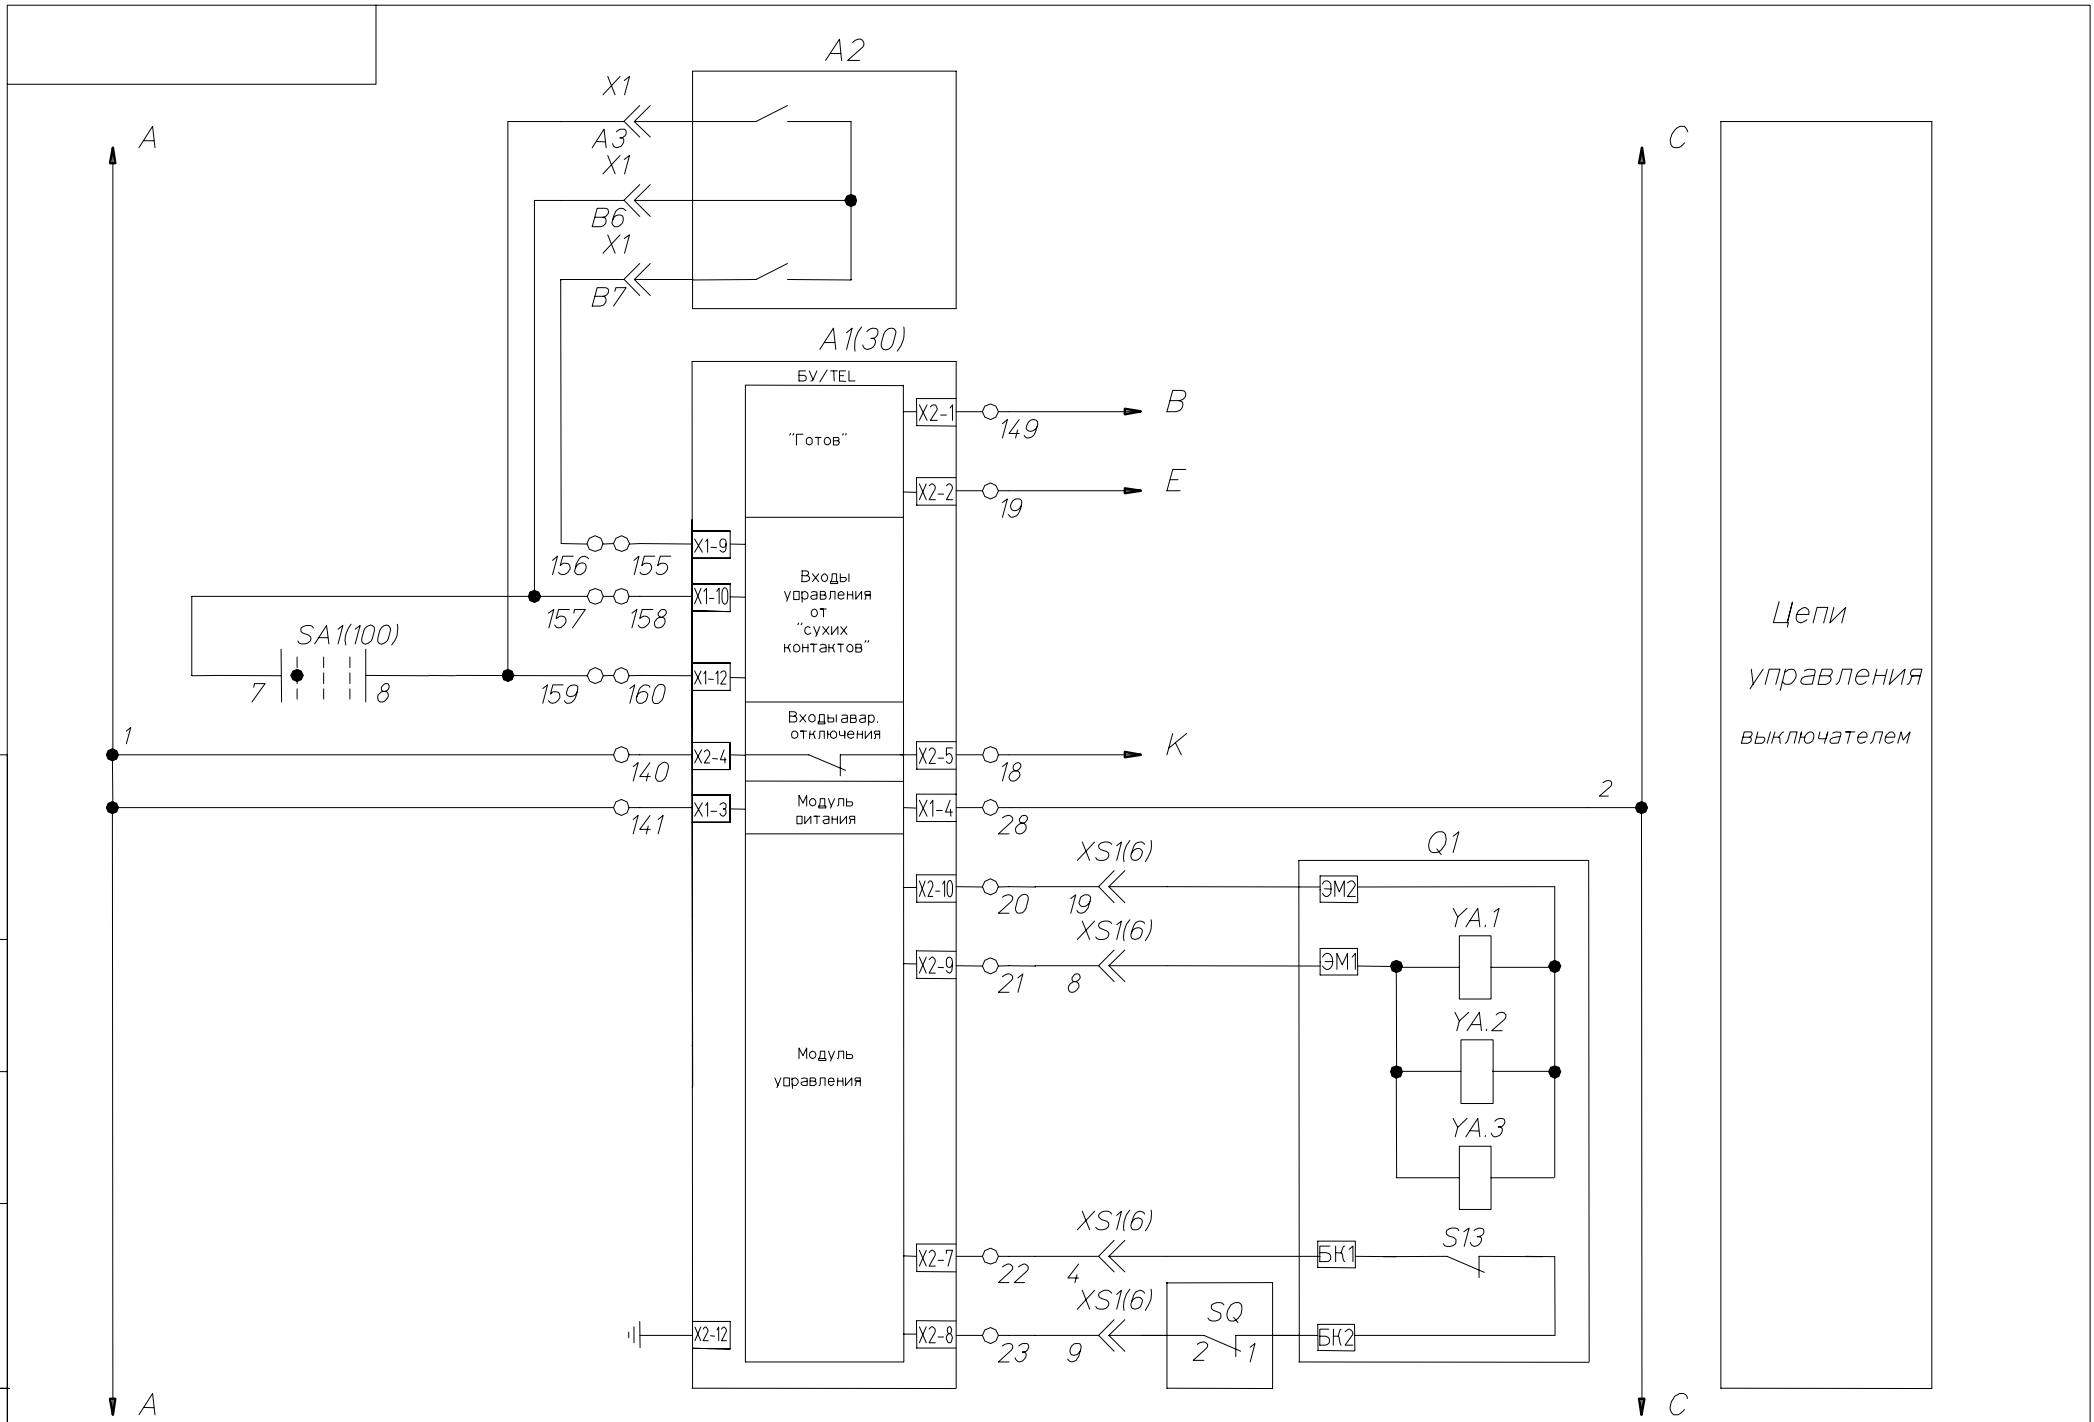 A2
X1
A3
X1
B6
X1
B7
A
C
A1(30)
БУ/TEL
"Готов"
X2-1
149
B
X2-2
19
E
156
155
X1-9
157
158
X1-10
Входы
управления
от
"сухих
контактов"
SA1(100)
7
8
159
160
X1-12
Входы авар.
отключения
1
140
X2-4
X2-5
18
K
141
X1-3
Модуль
питания
X1-4
28
2
Цепи
управления
выключателем
Q1
XS1(6)
X2-10
20
19
ЭМ2
XS1(6)
X2-9
21
8
ЭМ1
YA.1
YA.2
YA.3
Модуль
управления
XS1(6)
X2-7
22
4
БК1
S13
XS1(6)
X2-12
X2-8
23
9
SQ
2
1
БК2
A
C